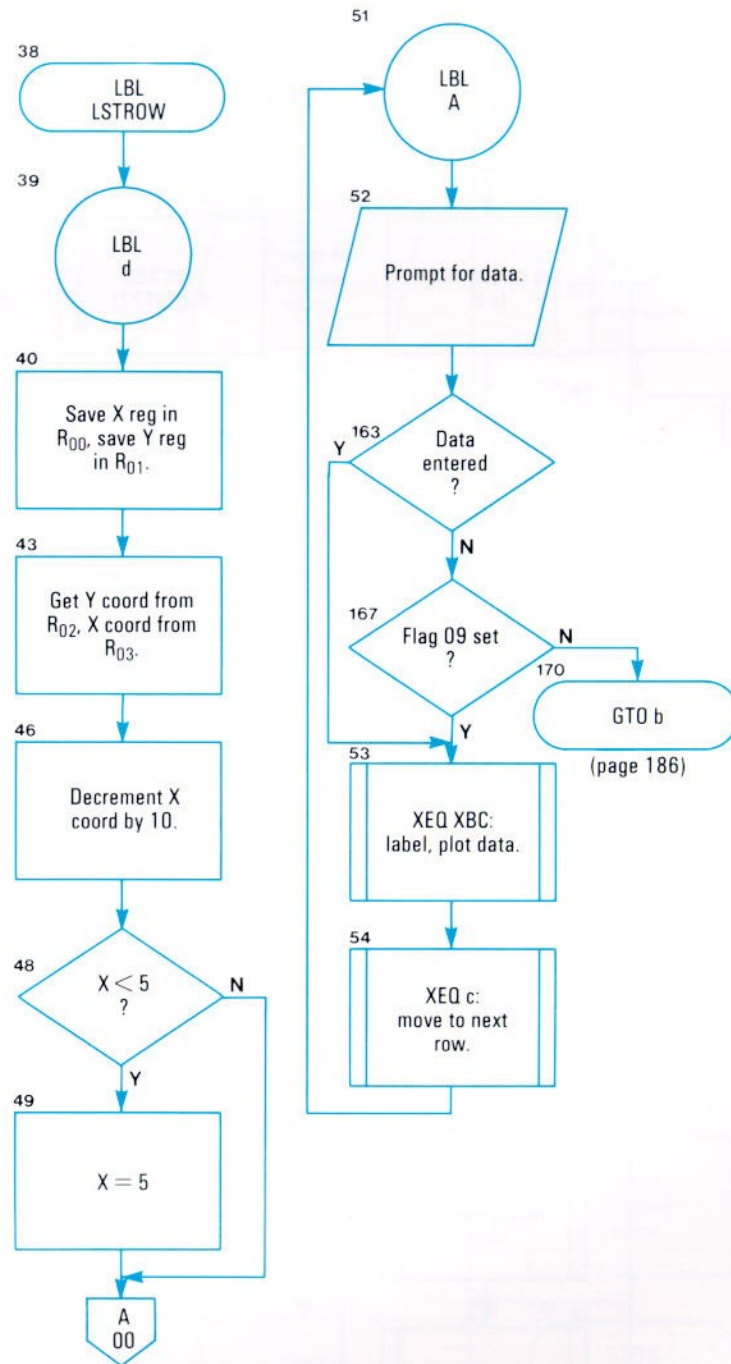 38
LBL
LSTROW
39
LBL
d
40
Save X reg in
R00, save Y reg
in R01.
43
Get Y coord from
R02, X coord from
R03.
46
Decrement X
coord by 10.
48
X < 5
?
N
Y
49
X = 5
A
00
51
LBL
A
52
Prompt for data.
163
Y
Data
entered
?
N
167
Flag 09 set
?
N
170
GTO b
(page 186)
Y
53
XEQ XBC:
label, plot data.
54
XEQ c:
move to next
row.